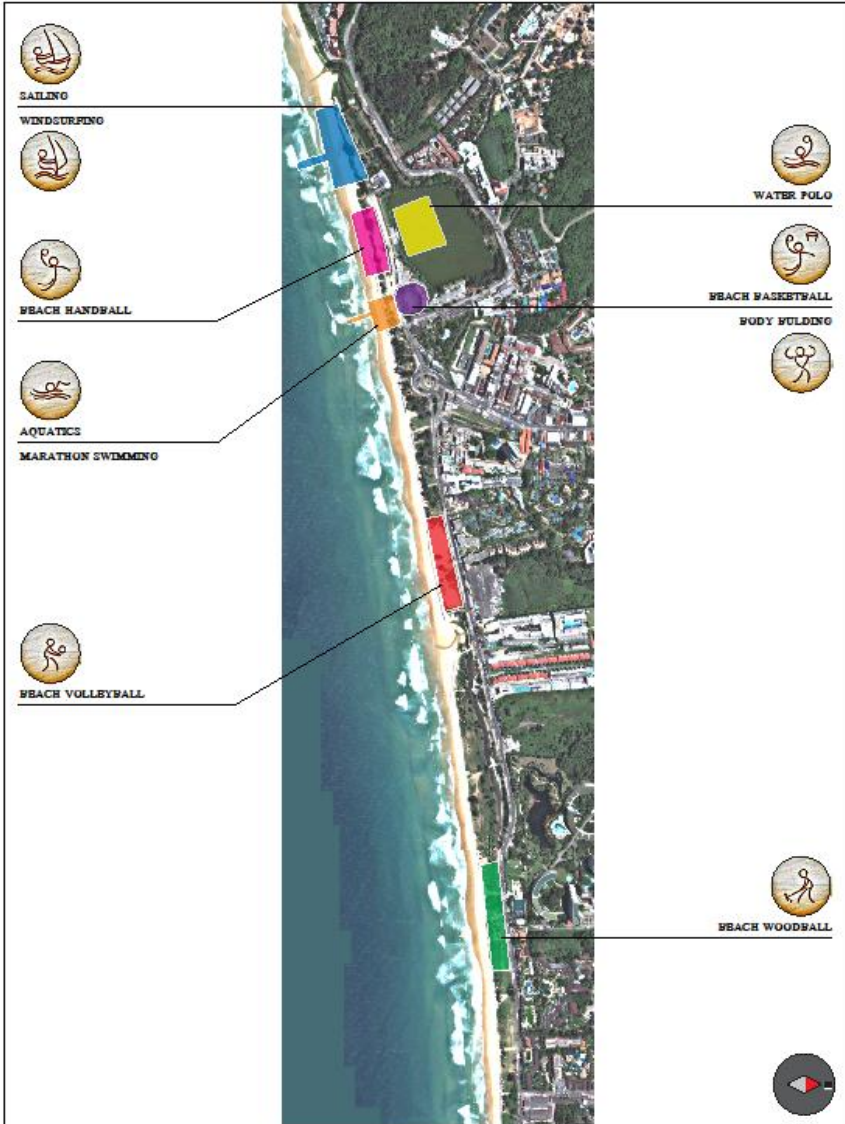 SAILING
WINDSURFING
BEACH HANDBALL
AQUATICS
MARATHON SWIMMING
BEACH VOLLEYBALL
WATER POLO
BEACH BASKETBALL
BODY BULDING
BEACH WOODBALL